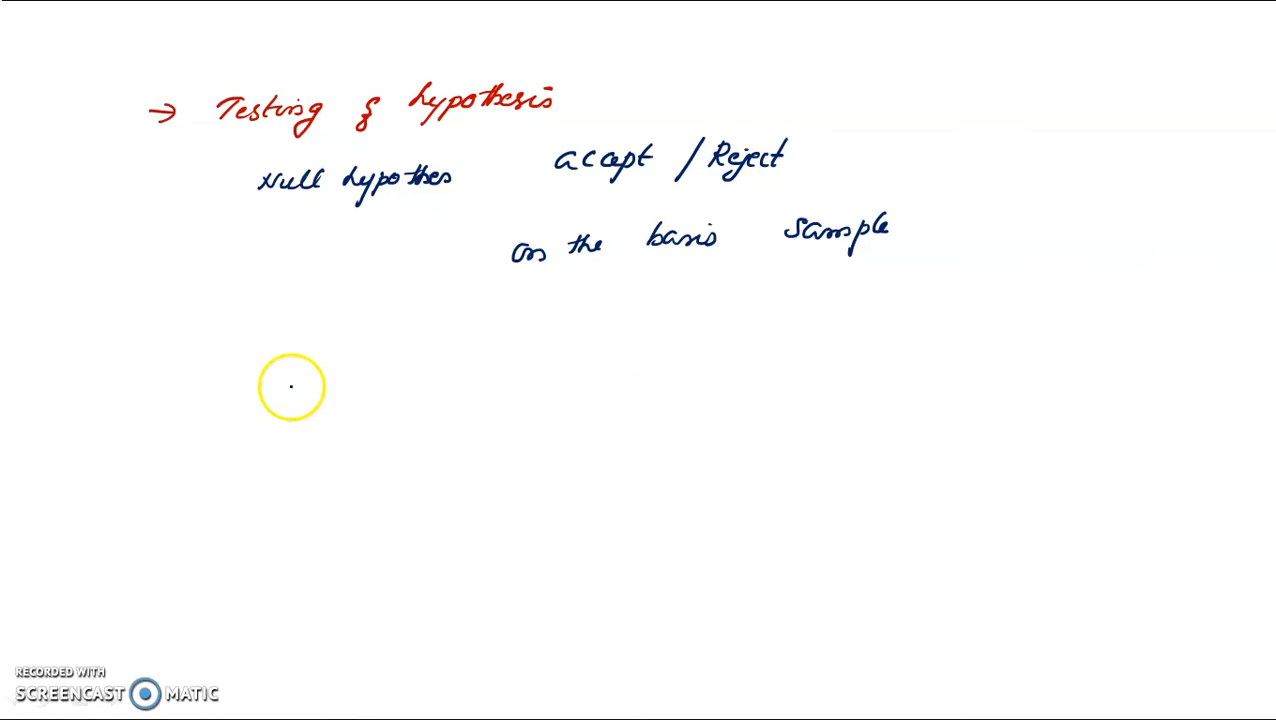 → Testing of hypothesis
Null hypothes accept / Reject
on the basis sample
RECORDED WITH
SCREENCAST MATIC